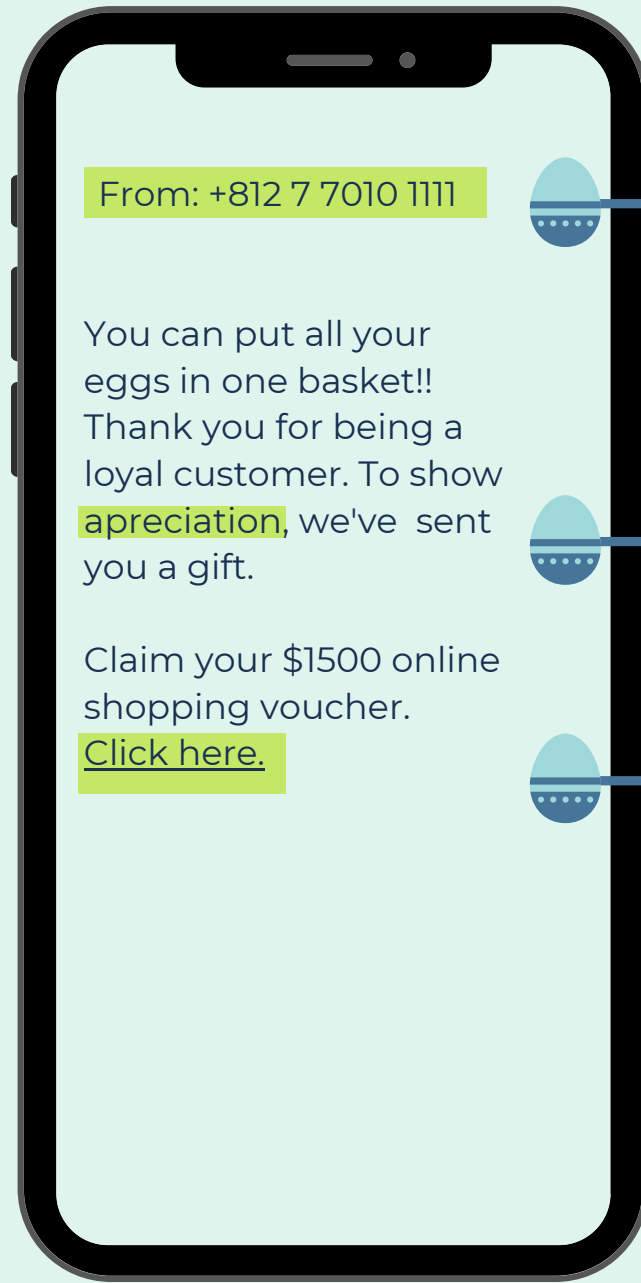 From: +812 7 7010 1111
You can put all your
eggs in one basket!!
Thank you for being a
loyal customer. To show
apreciation, we've  sent
you a gift.
Claim your $1500 online
shopping voucher.
Click here.